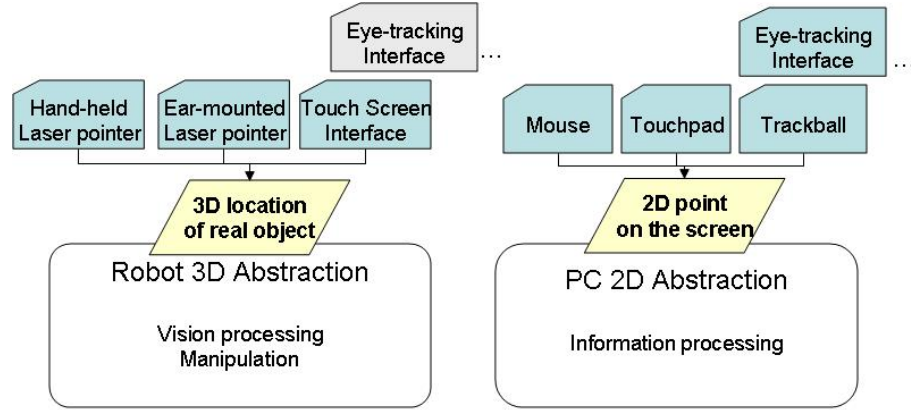 Eye-tracking
Interface
...
Hand-held
Laser pointer
Ear-mounted
Laser pointer
Touch Screen
Interface
3D location
of real object
Robot 3D Abstraction
Vision processing
Manipulation
Eye-tracking
Interface
...
Mouse
Touchpad
Trackball
2D point
on the screen
PC 2D Abstraction
Information processing